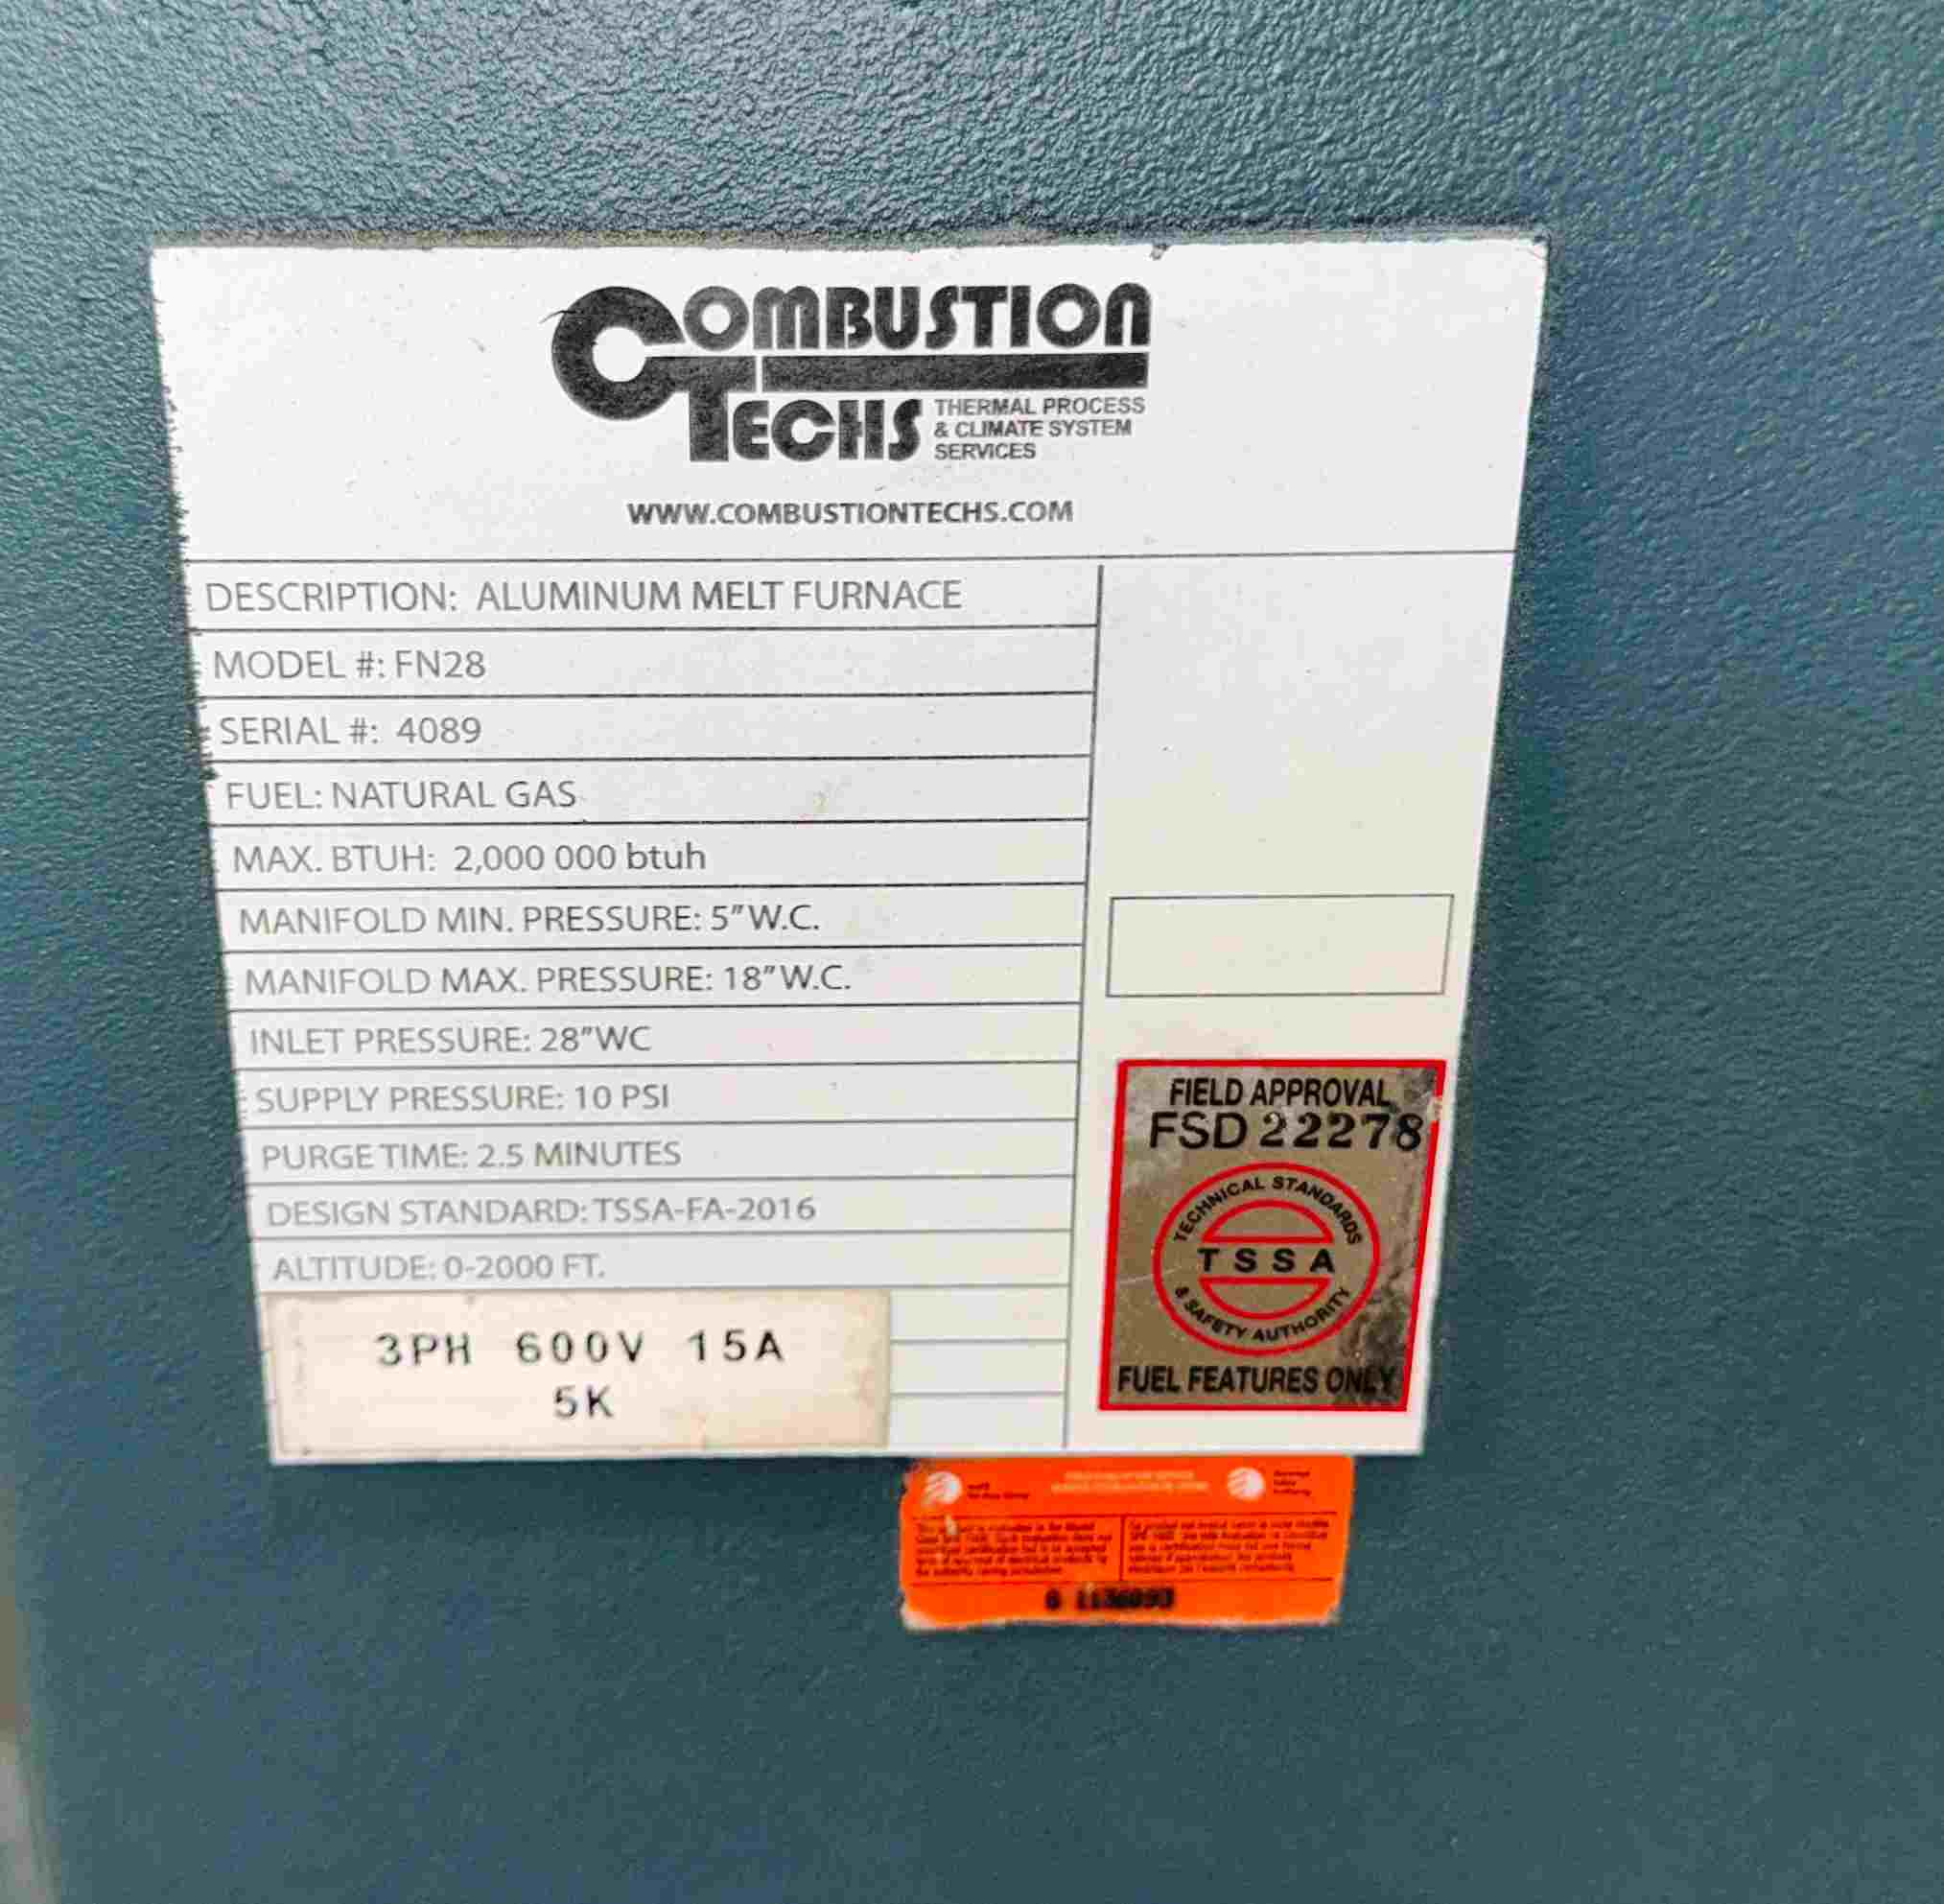 COMBUSTION
TECHS
THERMAL PROCESS
& CLIMATE SYSTEM
SERVICES
WWW.COMBUSTIONTECHS.COM
DESCRIPTION: ALUMINUM MELT FURNACE
MODEL #: FN28
SERIAL #: 4089
FUEL: NATURAL GAS
MAX. BTUH: 2,000 000 btuh
MANIFOLD MIN. PRESSURE: 5"W.C.
MANIFOLD MAX. PRESSURE: 18"W.C.
INLET PRESSURE: 28"WC
SUPPLY PRESSURE: 10 PSI
PURGE TIME: 2.5 MINUTES
DESIGN STANDARD: TSSA-FA-2016
ALTITUDE: 0-2000 FT.
3PH 600V 15A
5K
FIELD APPROVAL
FSD 22278
TECHNICAL STANDARDS
TSSA
& SAFETY AUTHORITY
FUEL FEATURES ONLY